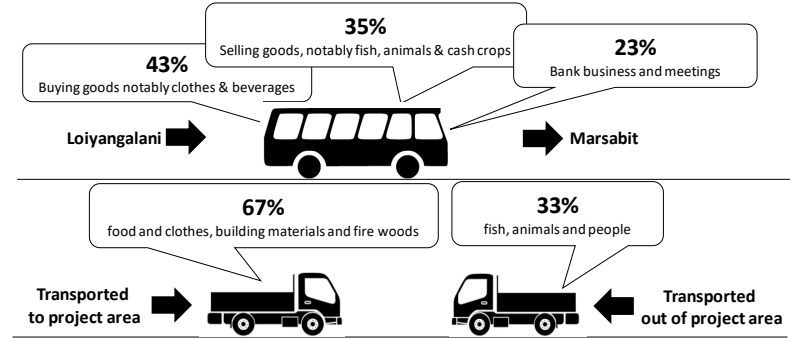 35%
Selling goods, notably fish, animals & cash crops
43%
Buying goods notably clothes & beverages
23%
Bank business and meetings
Loiyangalani
Marsabit
67%
food and clothes, building materials and fire woods
33%
fish, animals and people
Transported
to project area
Transported
out of project area